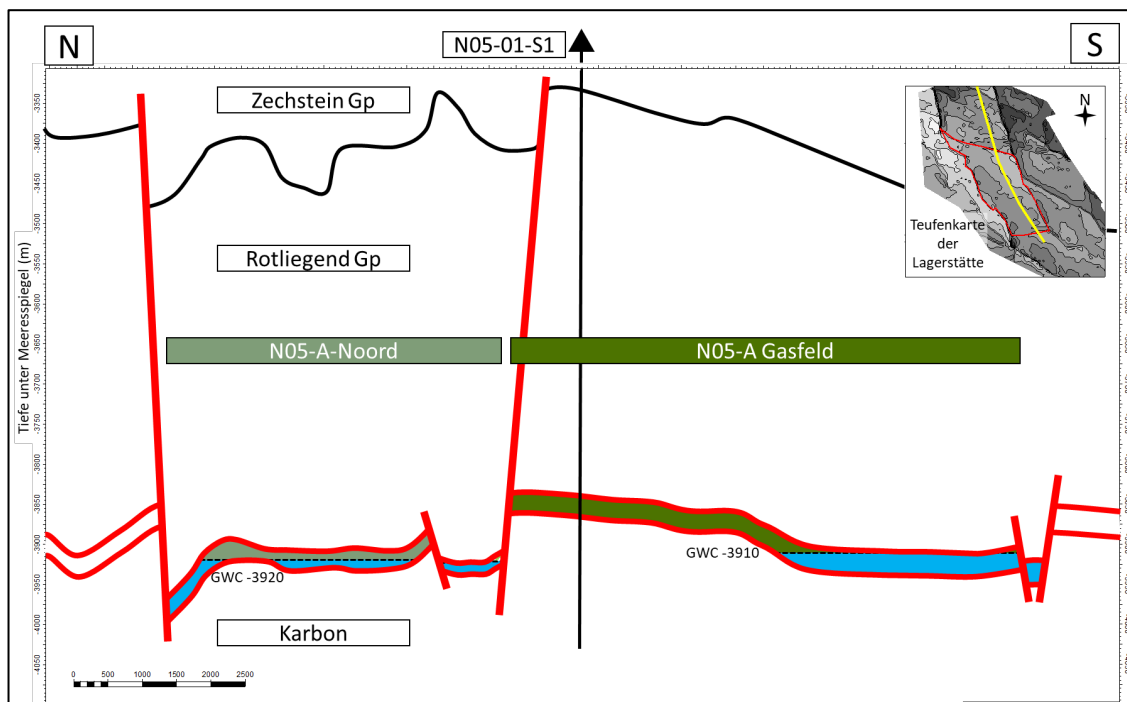 N
N05-01-S1
S
Zechstein Gp
N
Teufenkarte
der
Lagerstätte
Rotliegend Gp
Tiefe unter Meeresspiegel (m)
-3350
-3400
-3450
-3500
-3550
-3600
-3650
-3700
-3750
-3800
-3850
-3900
-3950
-4000
-4050
N05-A-Noord
N05-A Gasfeld
GWC -3920
GWC -3910
Karbon
0 500 1000 1500 2000 2500